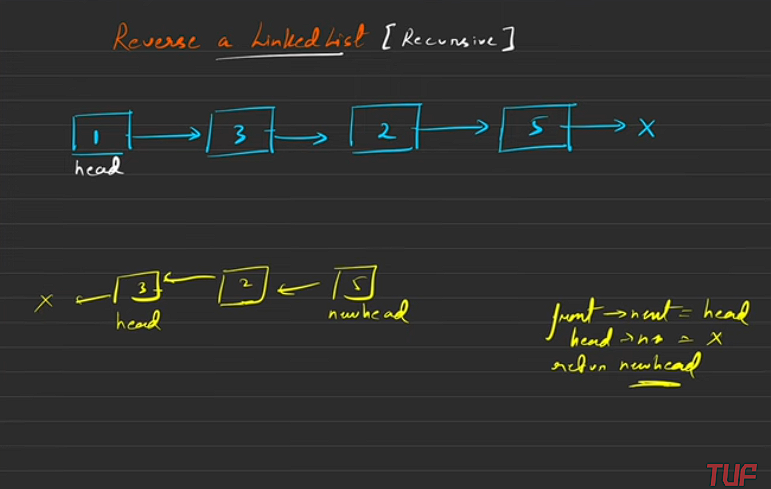 Reverse a Linked List [Recursive]
1 3 2 5 X
head
X 3 2 5
head newhead
front → next = head
head → nx = X
return newhead
TUF